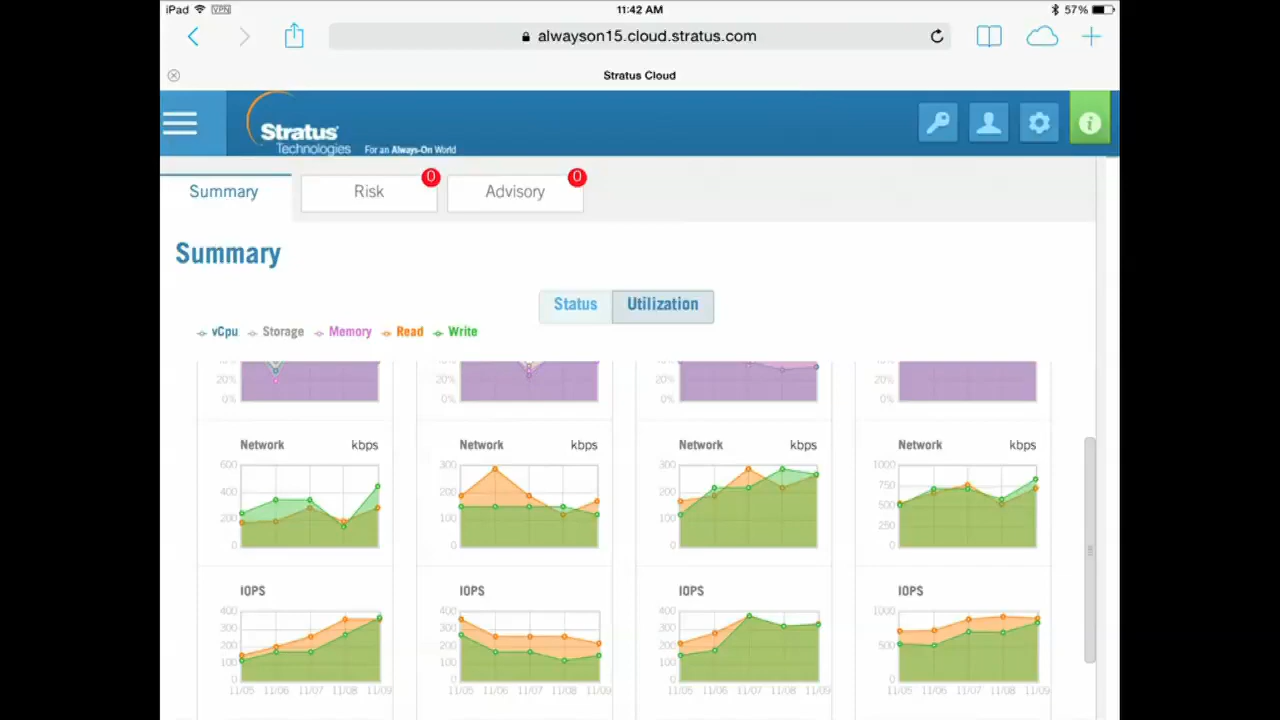 iPad VPN 11:42 AM 57%
alwayson15.cloud.stratus.com
Stratus Cloud
Stratus
Technologies For an Always-On World
Summary Risk 0 Advisory 0
Summary
Status Utilization
vCpu Storage Memory Read Write
20% 20% 20% 20%
0% 0% 0% 0%
Network kbps Network kbps Network kbps Network kbps
600 300 300 1000
750
400 200 200
500
200 100 100
250
0 0 0 0
IOPS IOPS IOPS IOPS
400 400 400 1000
300 300 300
200 200 200 500
100 100 100
0 0 0 0
11/05 11/06 11/07 11/08 11/09 11/05 11/06 11/07 11/08 11/09 11/05 11/06 11/07 11/08 11/09 11/05 11/06 11/07 11/08 11/09